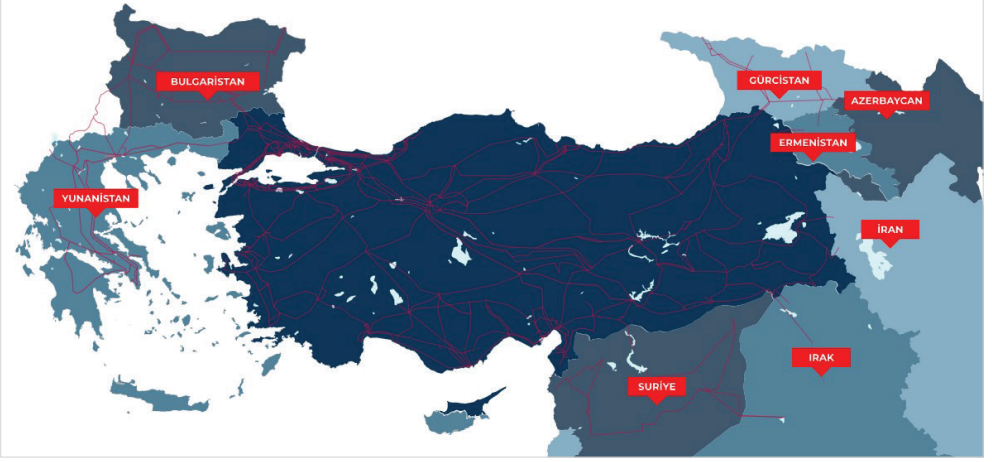 BULGARİSTAN
GÜRCİSTAN
AZERBAYCAN
ERMENİSTAN
YUNANİSTAN
İRAN
IRAK
SURİYE